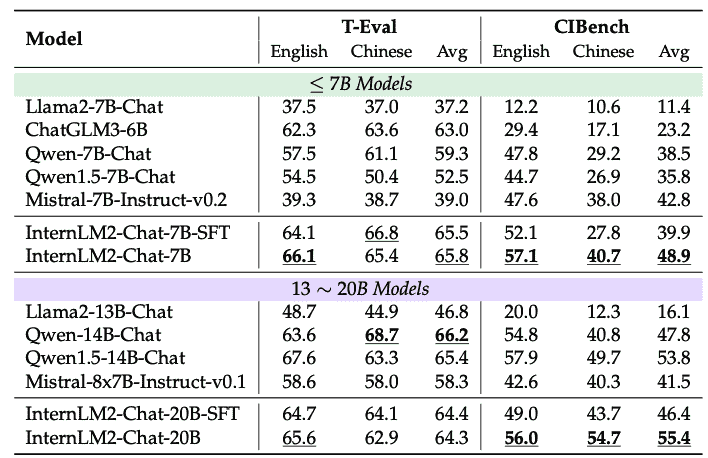 Model T-Eval CIBench
English Chinese Avg English Chinese Avg
≤ 7B Models
Llama2-7B-Chat 37.5 37.0 37.2 12.2 10.6 11.4
ChatGLM3-6B 62.3 63.6 63.0 29.4 17.1 23.2
Qwen-7B-Chat 57.5 61.1 59.3 47.8 29.2 38.5
Qwen1.5-7B-Chat 54.5 50.4 52.5 44.7 26.9 35.8
Mistral-7B-Instruct-v0.2 39.3 38.7 39.0 47.6 38.0 42.8
InternLM2-Chat-7B-SFT 64.1 66.8 65.5 52.1 27.8 39.9
InternLM2-Chat-7B 66.1 65.4 65.8 57.1 40.7 48.9
13 ∼ 20B Models
Llama2-13B-Chat 48.7 44.9 46.8 20.0 12.3 16.1
Qwen-14B-Chat 63.6 68.7 66.2 54.8 40.8 47.8
Qwen1.5-14B-Chat 67.6 63.3 65.4 57.9 49.7 53.8
Mistral-8x7B-Instruct-v0.1 58.6 58.0 58.3 42.6 40.3 41.5
InternLM2-Chat-20B-SFT 64.7 64.1 64.4 49.0 43.7 46.4
InternLM2-Chat-20B 65.6 62.9 64.3 56.0 54.7 55.4